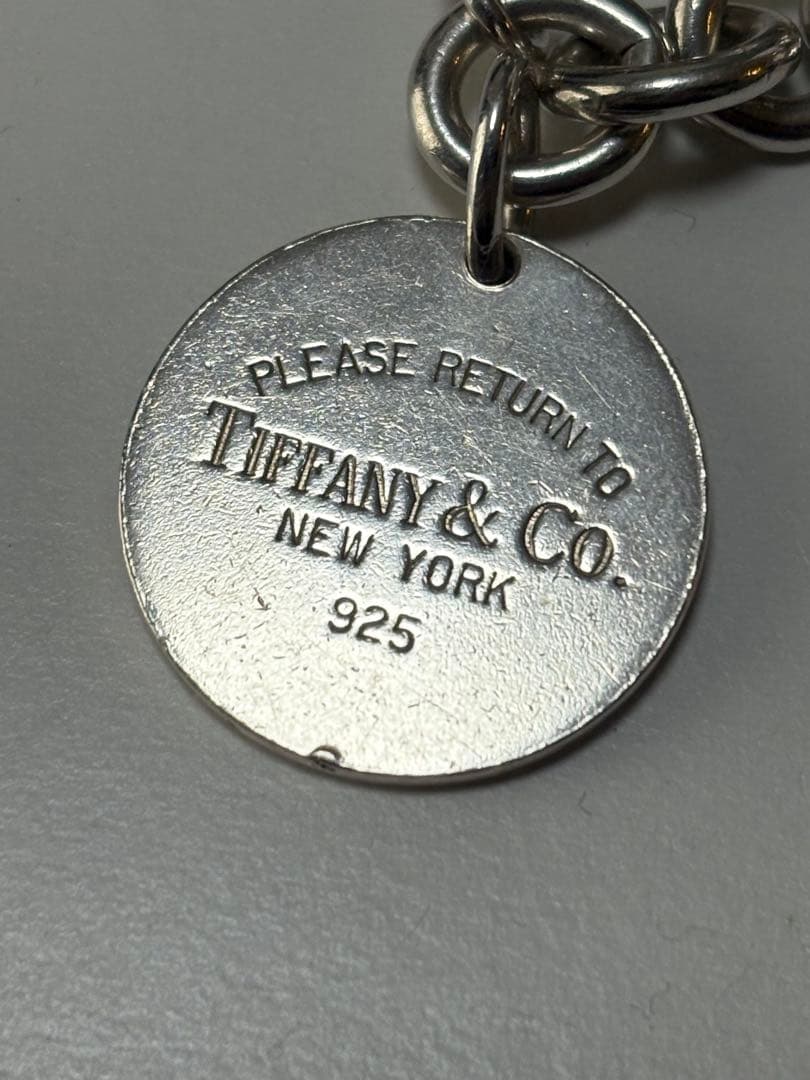 PLEASE RETURN TO
TIFFANY & CO.
NEW YORK
925